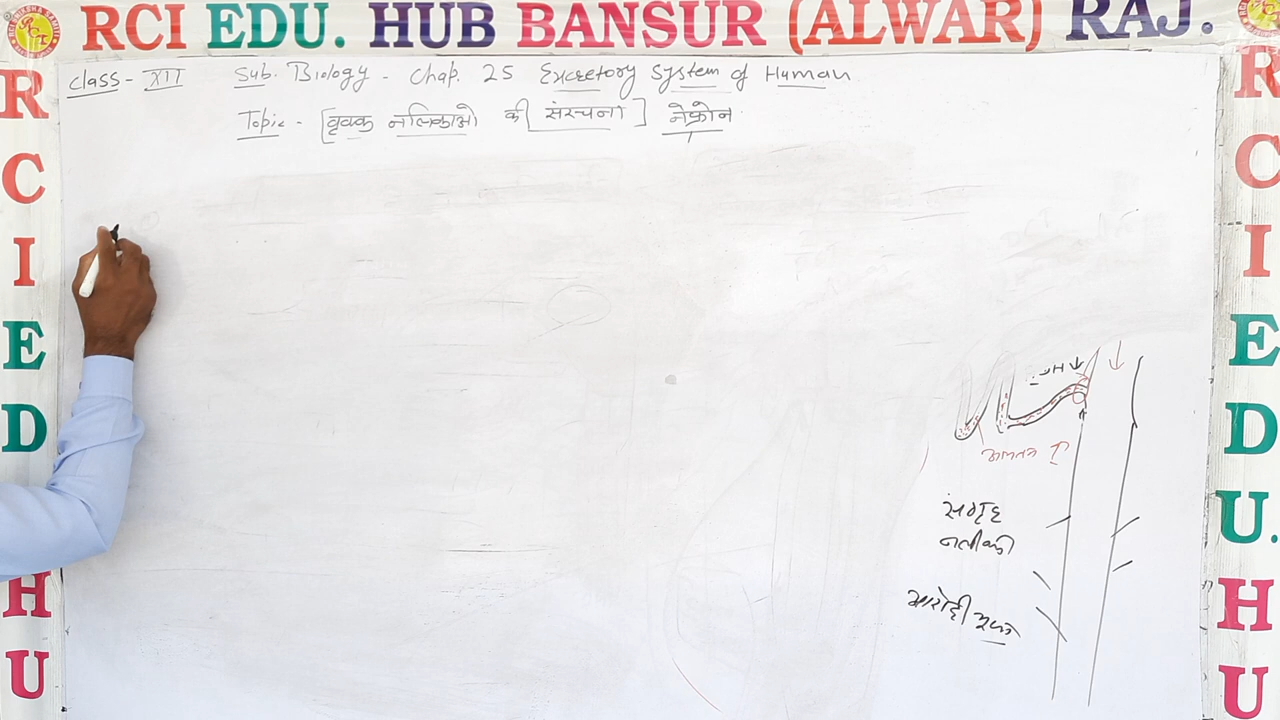 RCI EDU. HUB BANSUR (ALWAR) RAJ.
Class - XII Sub. Biology - Chap. 25 Excretory System of Human
Topic - [वृक्क नलिकाओ की संरचना] नेफ्रोन
संग्रह
नलीका
आरोही
R
C
I
E
D
U
H
U
R
C
I
E
D
U.
H
U